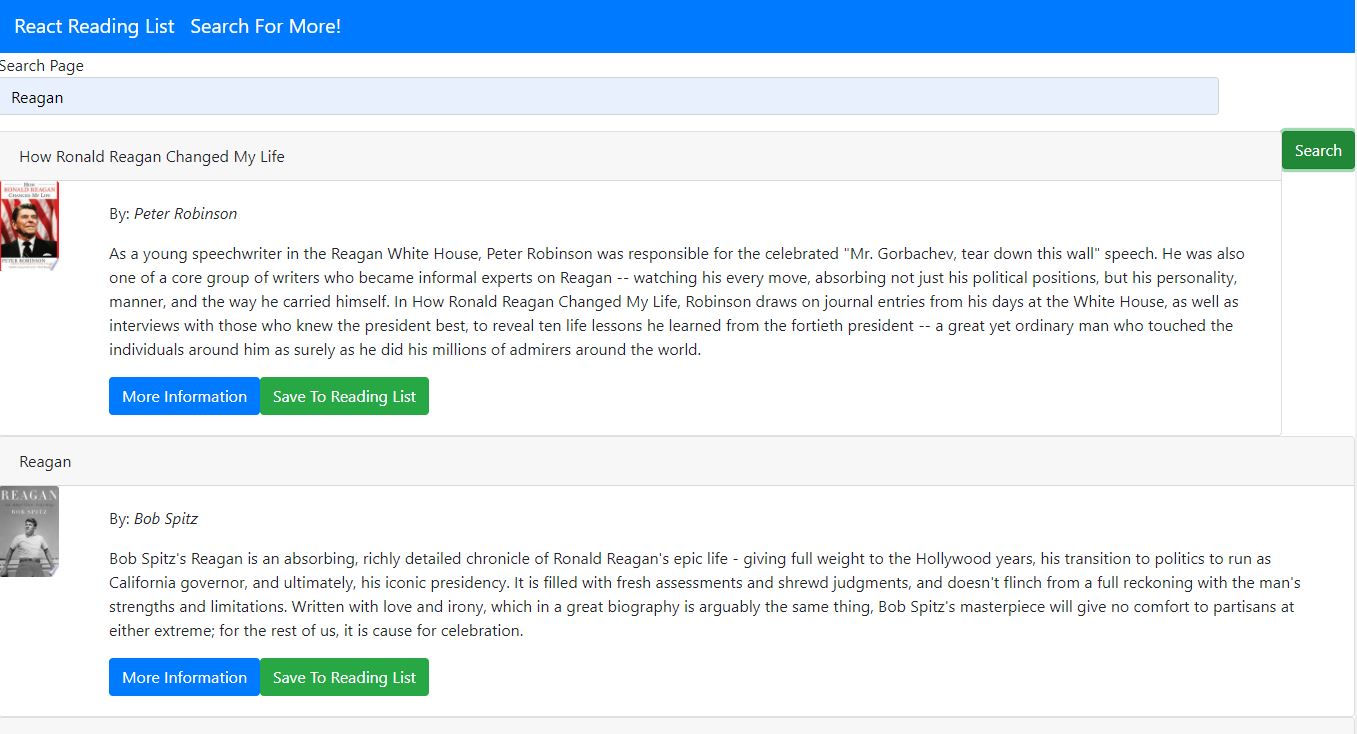 React Reading List Search For More!
Search Page
Reagan
How Ronald Reagan Changed My Life
Search
HOW
RONALD REAGAN
CHANGED MY LIFE
PETER ROBINSON
By: Peter Robinson
As a young speechwriter in the Reagan White House, Peter Robinson was responsible for the celebrated "Mr. Gorbachev, tear down this wall" speech. He was also
one of a core group of writers who became informal experts on Reagan -- watching his every move, absorbing not just his political positions, but his personality,
manner, and the way he carried himself. In How Ronald Reagan Changed My Life, Robinson draws on journal entries from his days at the White House, as well as
interviews with those who knew the president best, to reveal ten life lessons he learned from the fortieth president -- a great yet ordinary man who touched the
individuals around him as surely as he did his millions of admirers around the world.
More Information Save To Reading List
Reagan
REAGAN
BOB SPITZ
By: Bob Spitz
Bob Spitz's Reagan is an absorbing, richly detailed chronicle of Ronald Reagan's epic life - giving full weight to the Hollywood years, his transition to politics to run as
California governor, and ultimately, his iconic presidency. It is filled with fresh assessments and shrewd judgments, and doesn't flinch from a full reckoning with the man's
strengths and limitations. Written with love and irony, which in a great biography is arguably the same thing, Bob Spitz's masterpiece will give no comfort to partisans at
either extreme; for the rest of us, it is cause for celebration.
More Information Save To Reading List